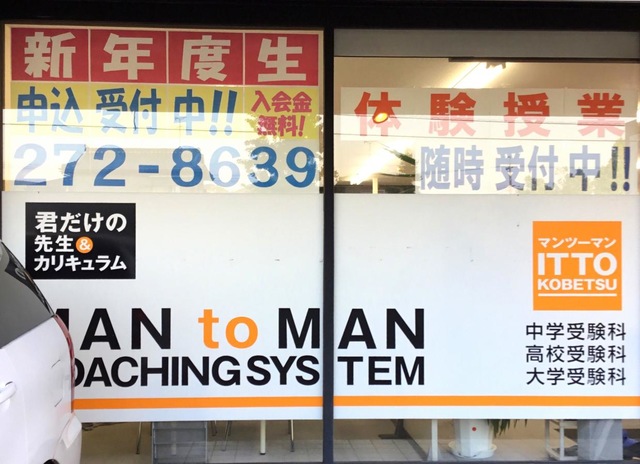 新年度生
申込受付中!!
入会金
無料!
272-8639
体験授業
随時受付中!!
君だけの
先生&
カリキュラム
マンツーマン
ITTO
KOBETSU
MAN to MAN
OACHING SYSTEM
中学受験科
高校受験科
大学受験科